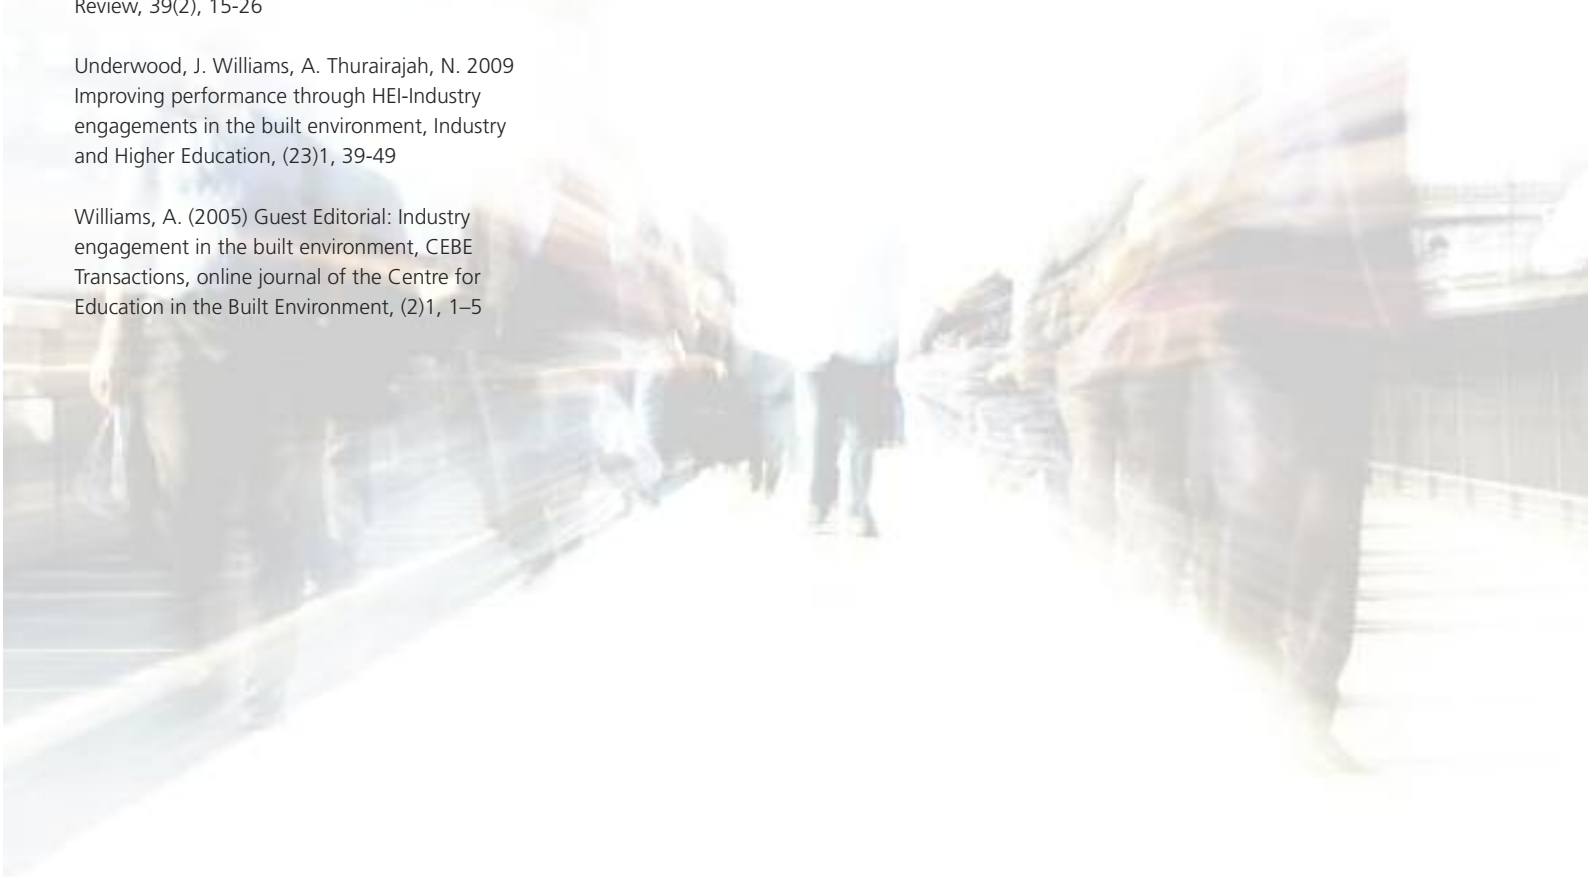 Review, 39(2), 15-26
Underwood, J. Williams, A. Thurairajah, N. 2009
Improving performance through HEI-Industry
engagements in the built environment, Industry
and Higher Education, (23)1, 39-49
Williams, A. (2005) Guest Editorial: Industry
engagement in the built environment, CEBE
Transactions, online journal of the Centre for
Education in the Built Environment, (2)1, 1–5